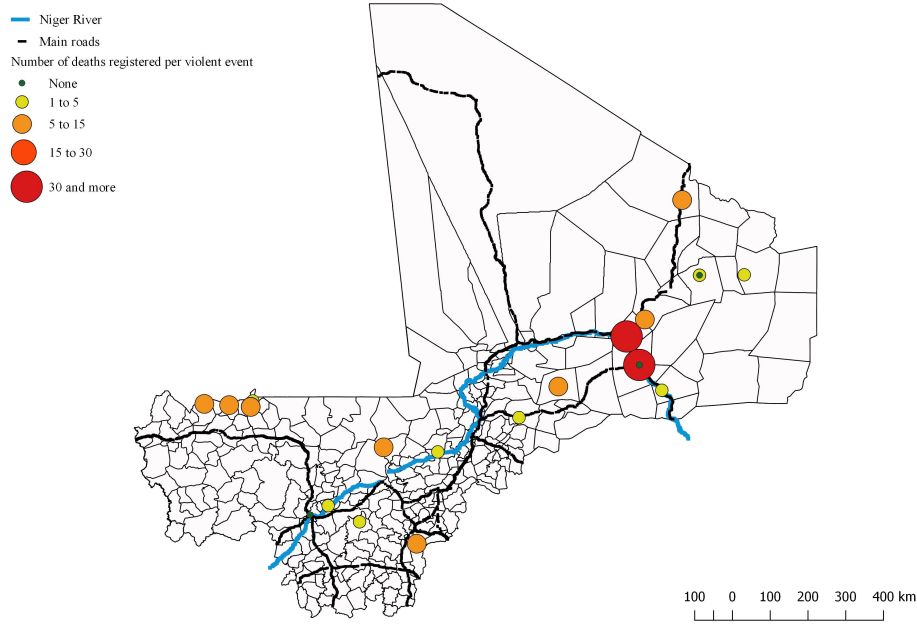 Niger River
Main roads
Number of deaths registered per violent event
None
1 to 5
5 to 15
15 to 30
30 and more
100 0 100 200 300 400 km